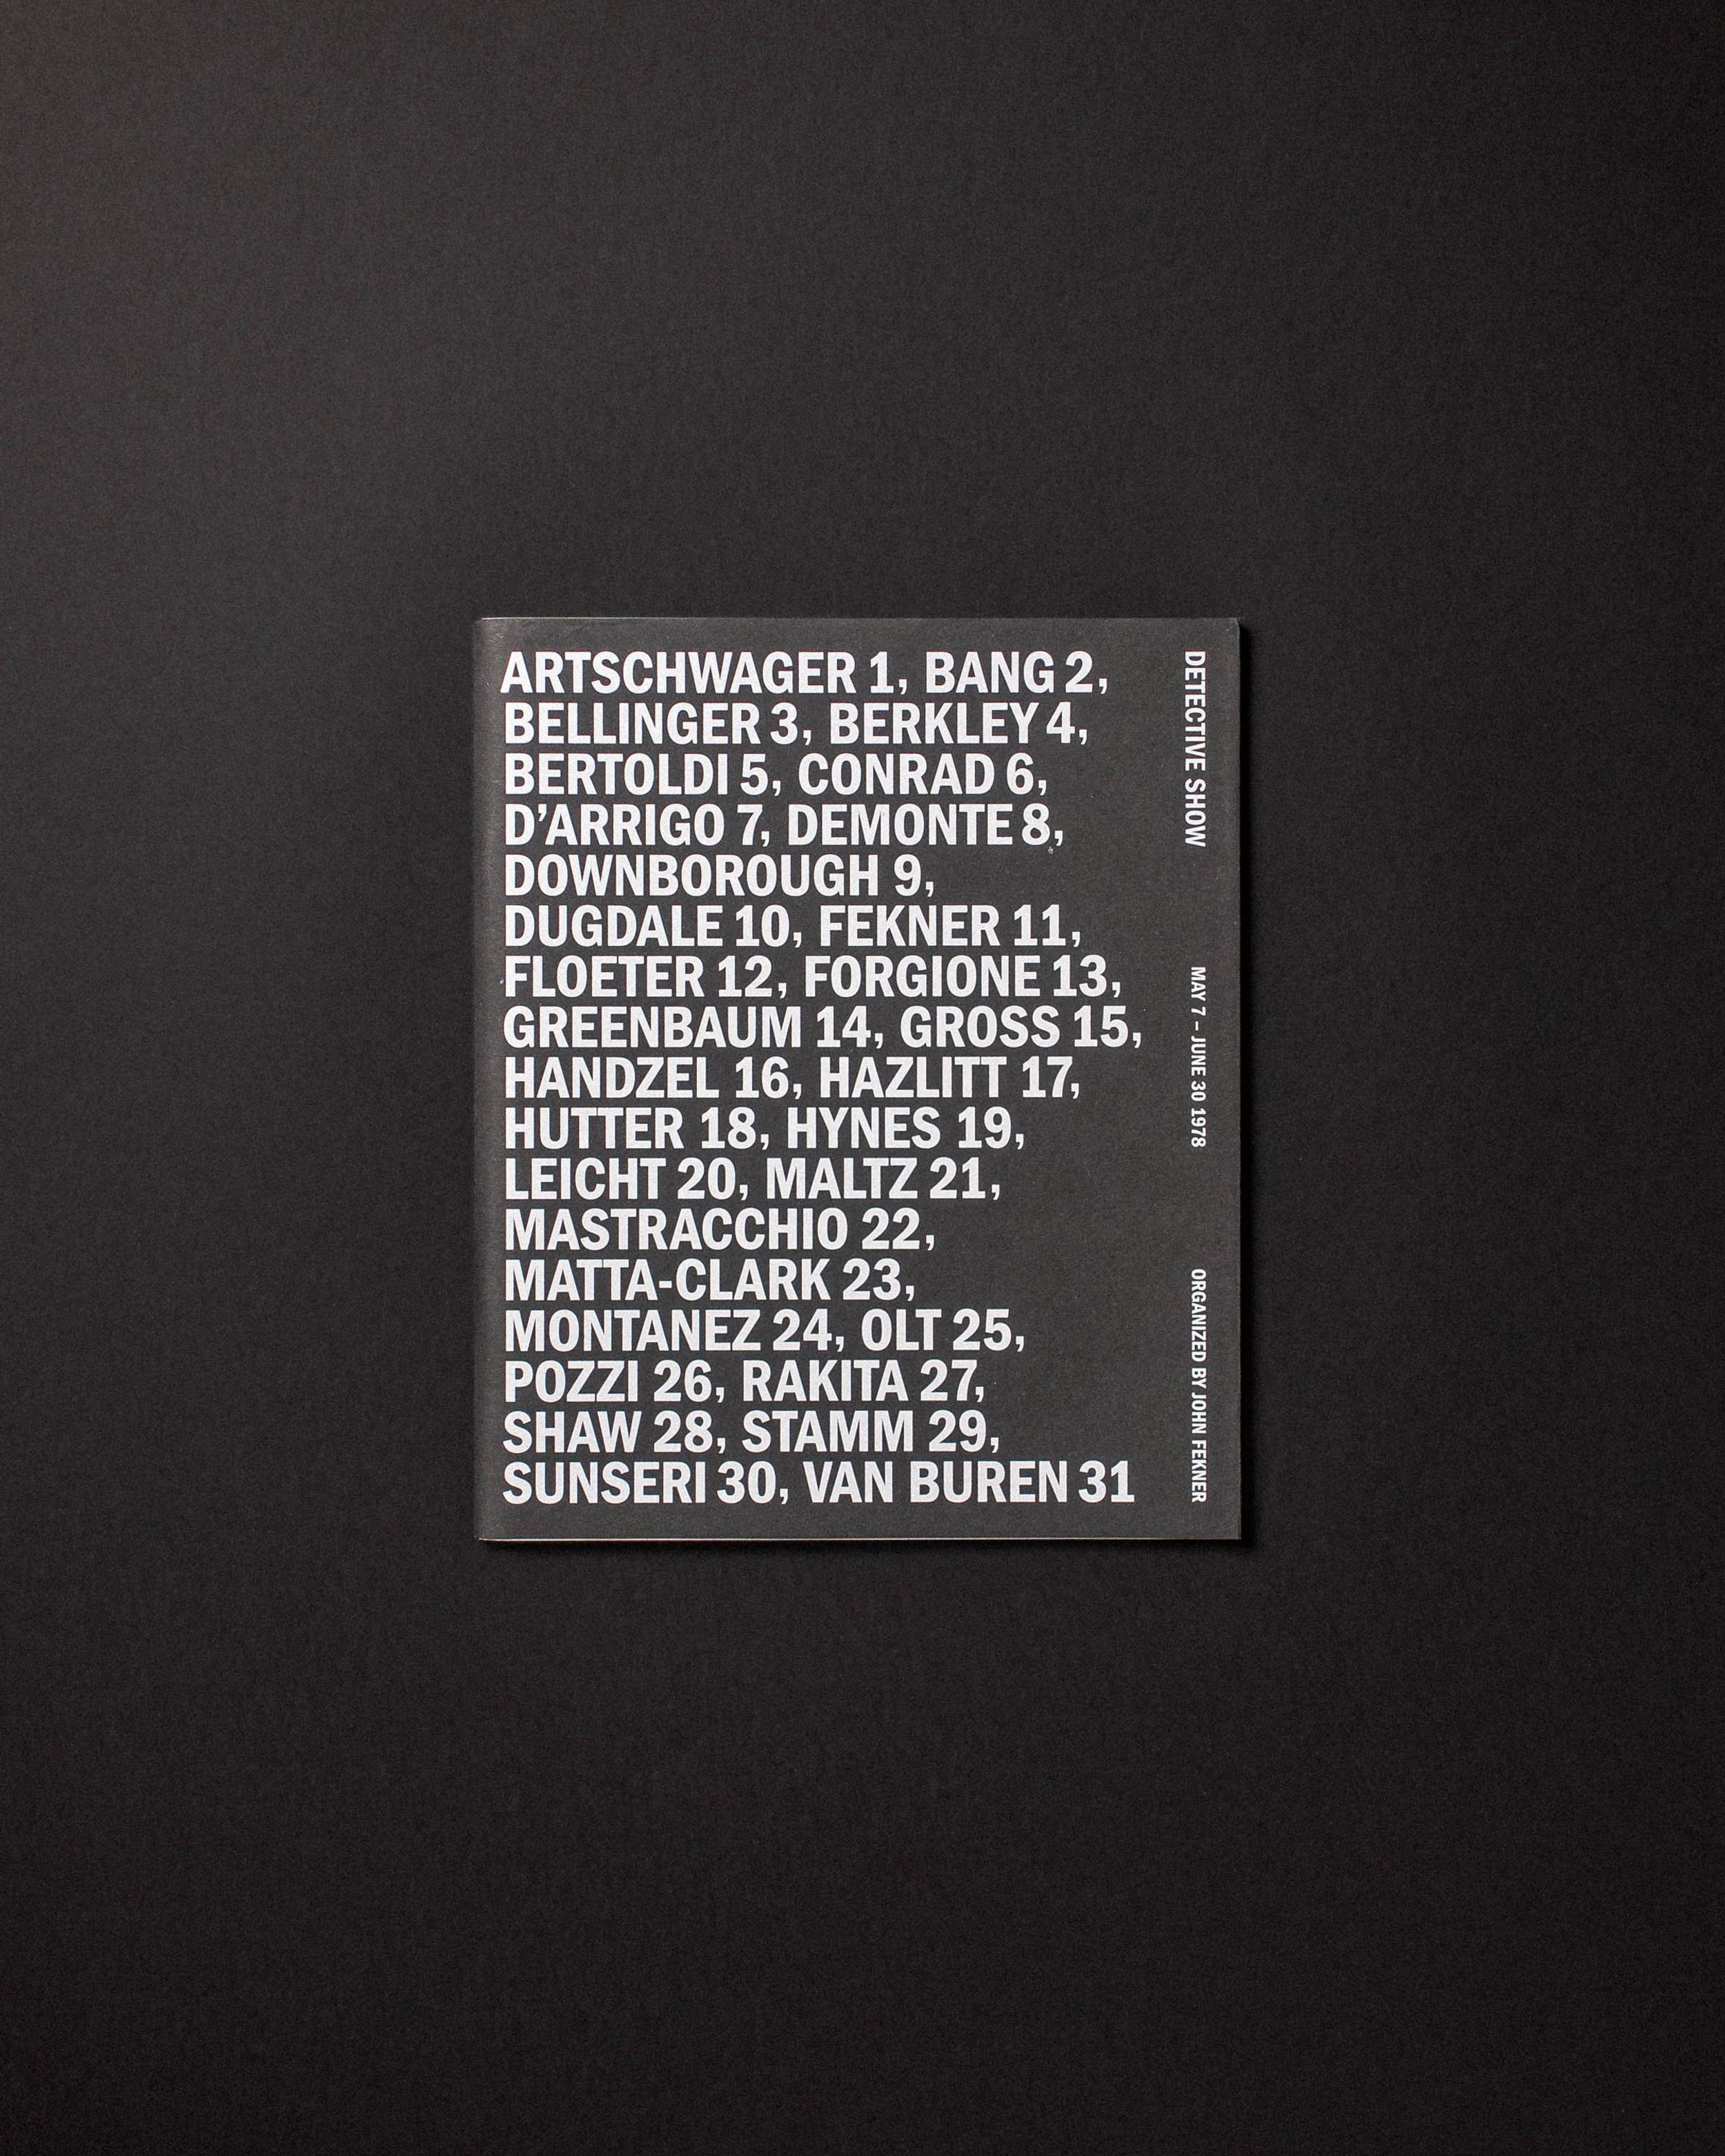 ARTSCHWAGER 1, BANG 2,
BELLINGER 3, BERKLEY 4,
BERTOLDI 5, CONRAD 6,
D’ARRIGO 7, DEMONTE 8,
DOWNBOROUGH 9,
DUGDALE 10, FEKNER 11,
FLOETER 12, FORGIONE 13,
GREENBAUM 14, GROSS 15,
HANDZEL 16, HAZLITT 17,
HUTTER 18, HYNES 19,
LEICHT 20, MALTZ 21,
MASTRACCHIO 22,
MATTA-CLARK 23,
MONTANEZ 24, OLT 25,
POZZI 26, RAKITA 27,
SHAW 28, STAMM 29,
SUNSERI 30, VAN BUREN 31
DETECTIVE SHOW
MAY 7 – JUNE 30 1978
ORGANIZED BY JOHN FEKNER